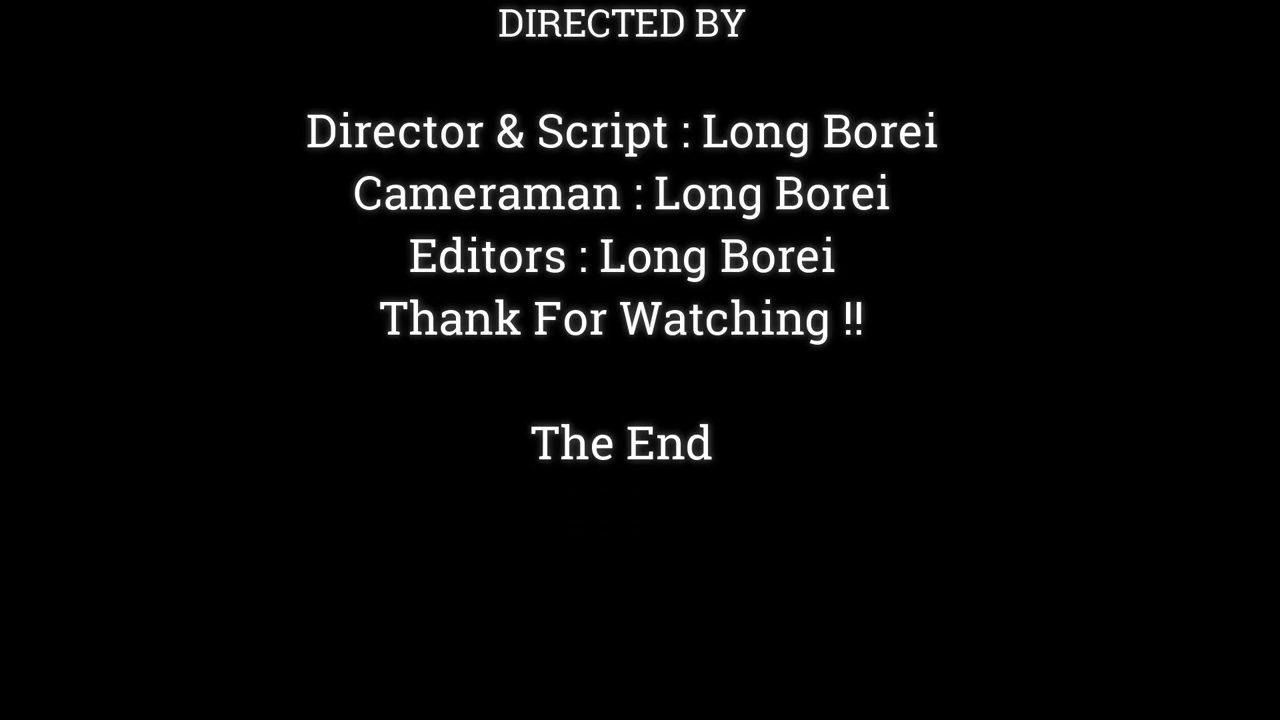 DIRECTED BY
Director & Script : Long Borei
Cameraman : Long Borei
Editors : Long Borei
Thank For Watching !!
The End